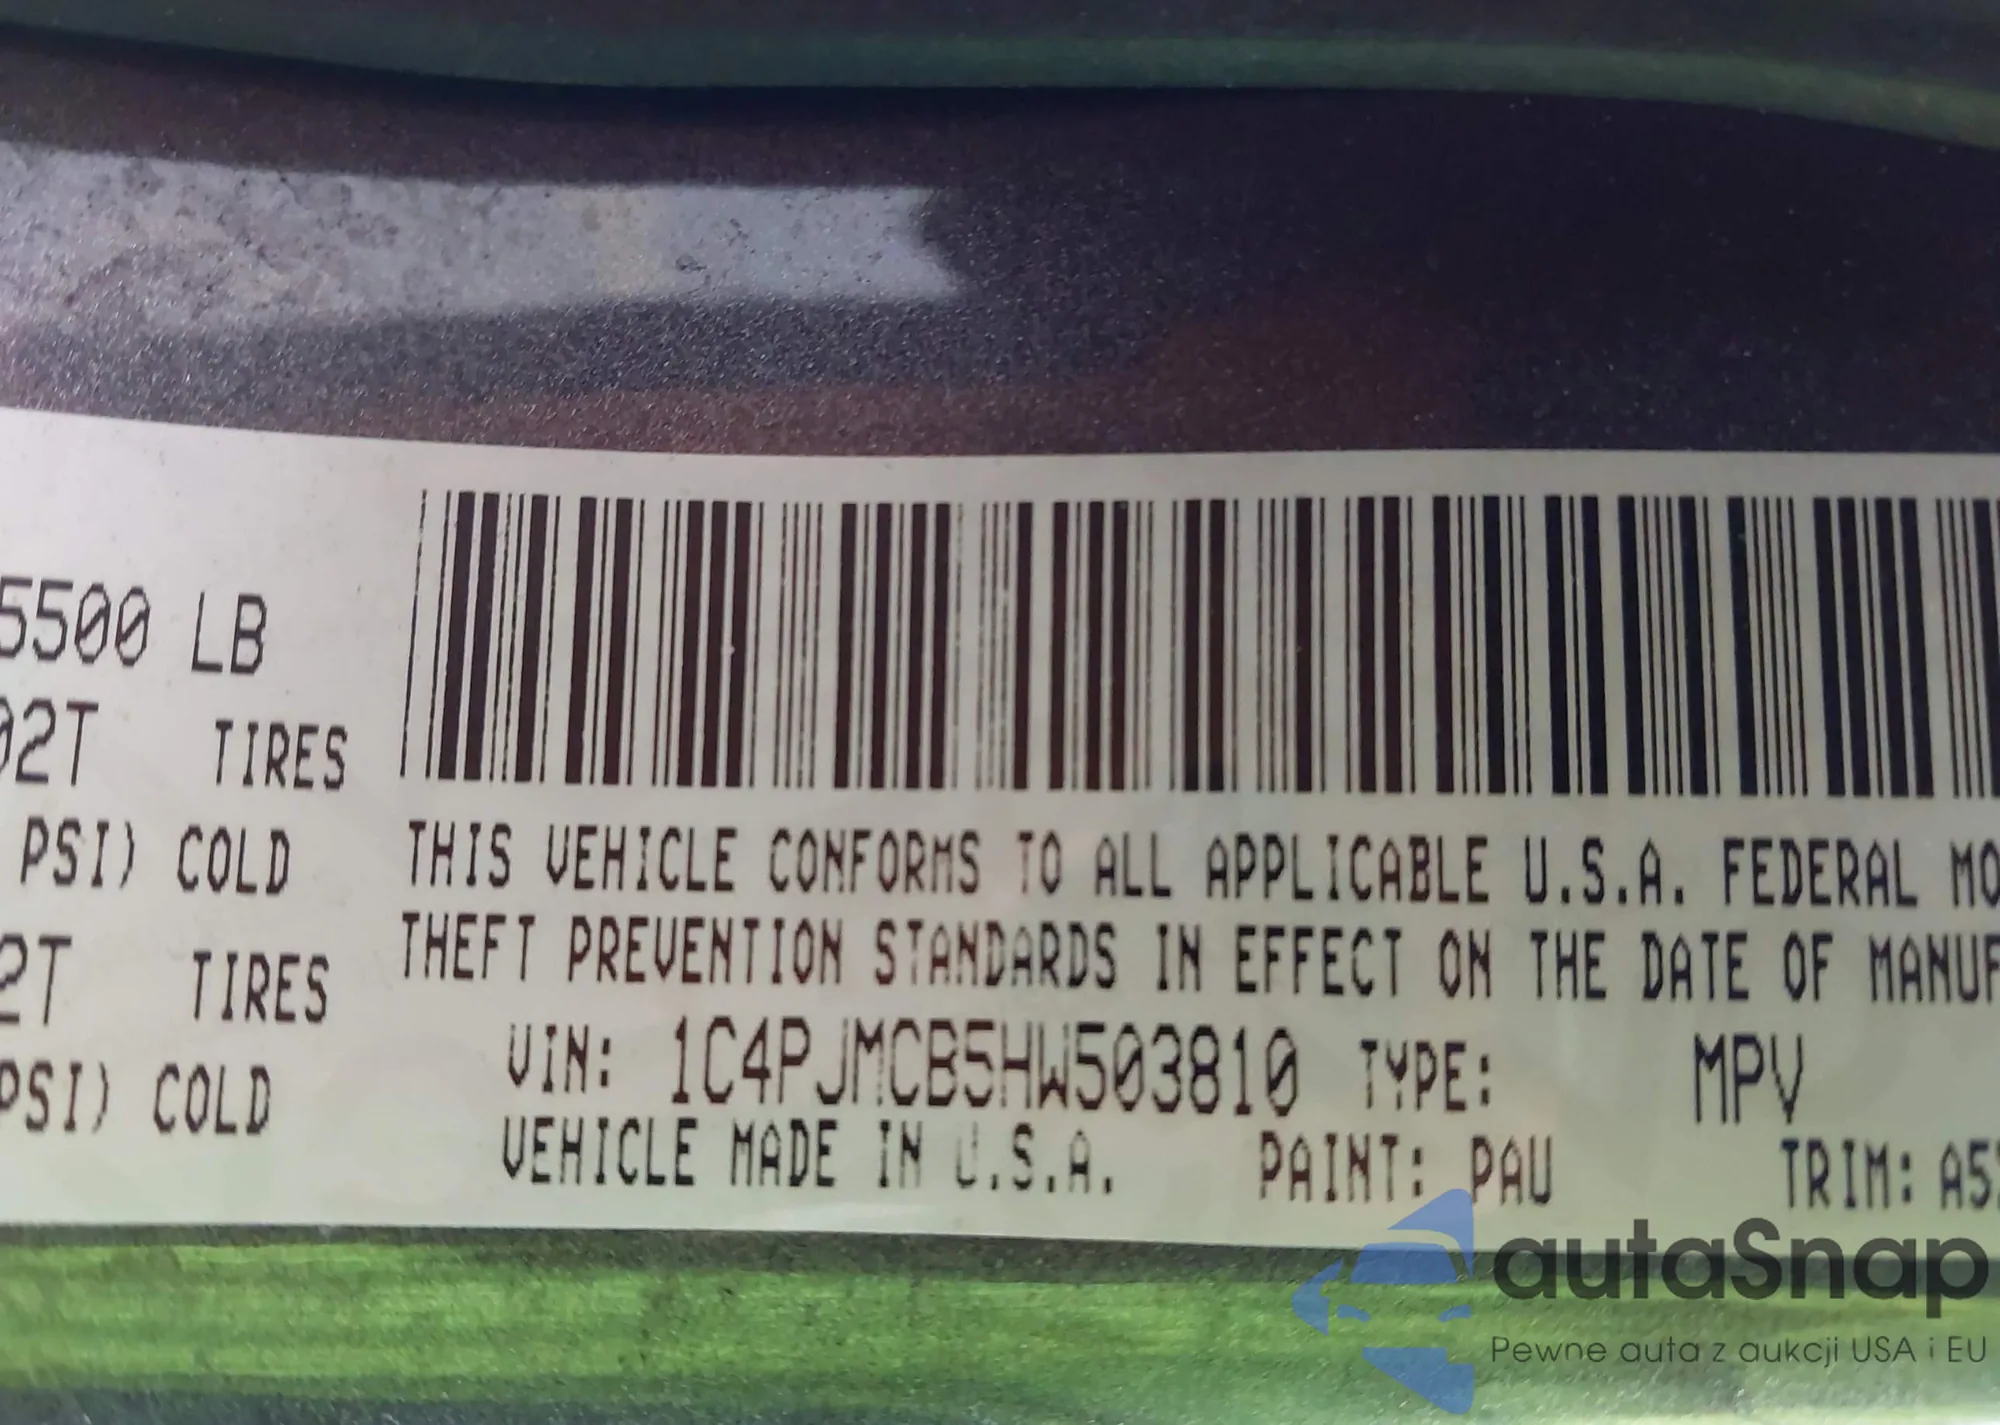 5500 LB
02T TIRES
PSI) COLD
2T TIRES
PSI) COLD
THIS VEHICLE CONFORMS TO ALL APPLICABLE U.S.A. FEDERAL MO
THEFT PREVENTION STANDARDS IN EFFECT ON THE DATE OF MANUF
VIN: 1C4PJMCB5HW503810 TYPE: MPV
VEHICLE MADE IN U.S.A. PAINT: PAU TRIM: A5
autaSnap
Pewne auta z aukcji USA i EU